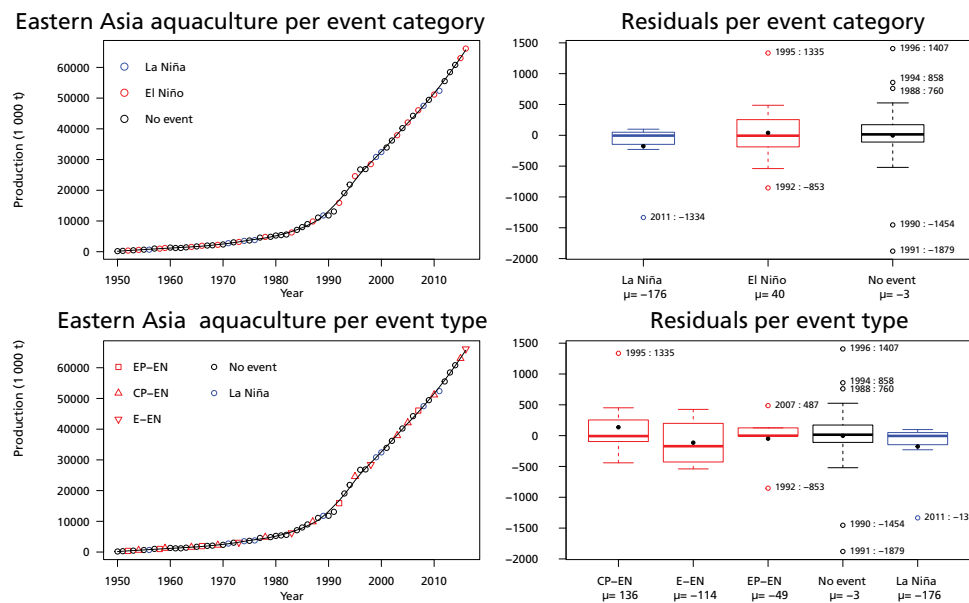 Eastern Asia aquaculture per event category
Production (1 000 t)
60000
50000
40000
30000
20000
10000
0
La Niña
El Niño
No event
1950 1960 1970 1980 1990 2000 2010
Year
Residuals per event category
1500
1000
500
0
−500
−1000
−1500
−2000
1995 : 1335
1996 : 1407
1994 : 858
1988 : 760
1992 : −853
2011 : −1334
1990 : −1454
1991 : −1879
La Niña El Niño No event
μ= −176 μ= 40 μ= −3
Eastern Asia aquaculture per event type
Production (1 000 t)
60000
50000
40000
30000
20000
10000
0
EP−EN No event
CP−EN La Niña
E−EN
1950 1960 1970 1980 1990 2000 2010
Year
Residuals per event type
1500
1000
500
0
−500
−1000
−1500
−2000
1995 : 1335
1996 : 1407
1994 : 858
1988 : 760
2007 : 487
1992 : −853
2011 : −13
1990 : −1454
1991 : −1879
CP−EN E−EN EP−EN No event La Niña
μ= 136 μ= −114 μ= −49 μ= −3 μ= −176